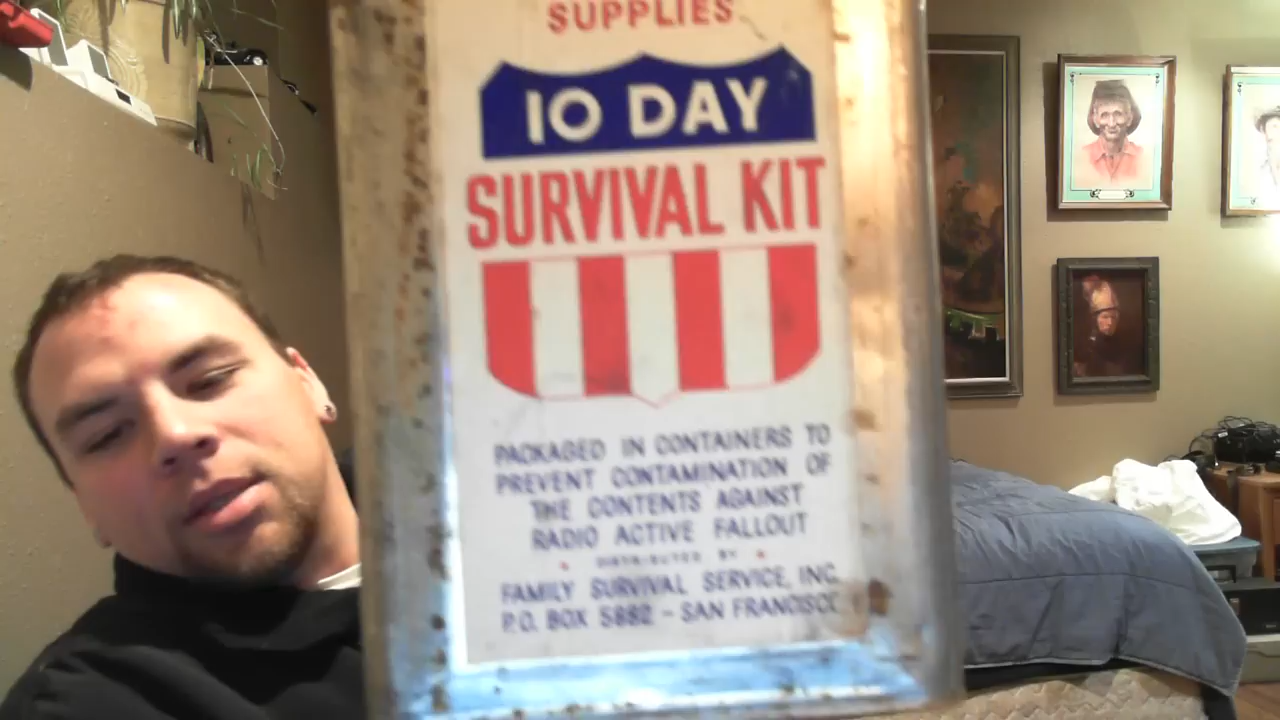 SUPPLIES
10 DAY
SURVIVAL KIT
PACKAGED IN CONTAINERS TO
PREVENT CONTAMINATION OF
THE CONTENTS AGAINST
RADIO ACTIVE FALLOUT
DISTRIBUTED BY
FAMILY SURVIVAL SERVICE, INC.
P.O. BOX 5882 - SAN FRANCISCO